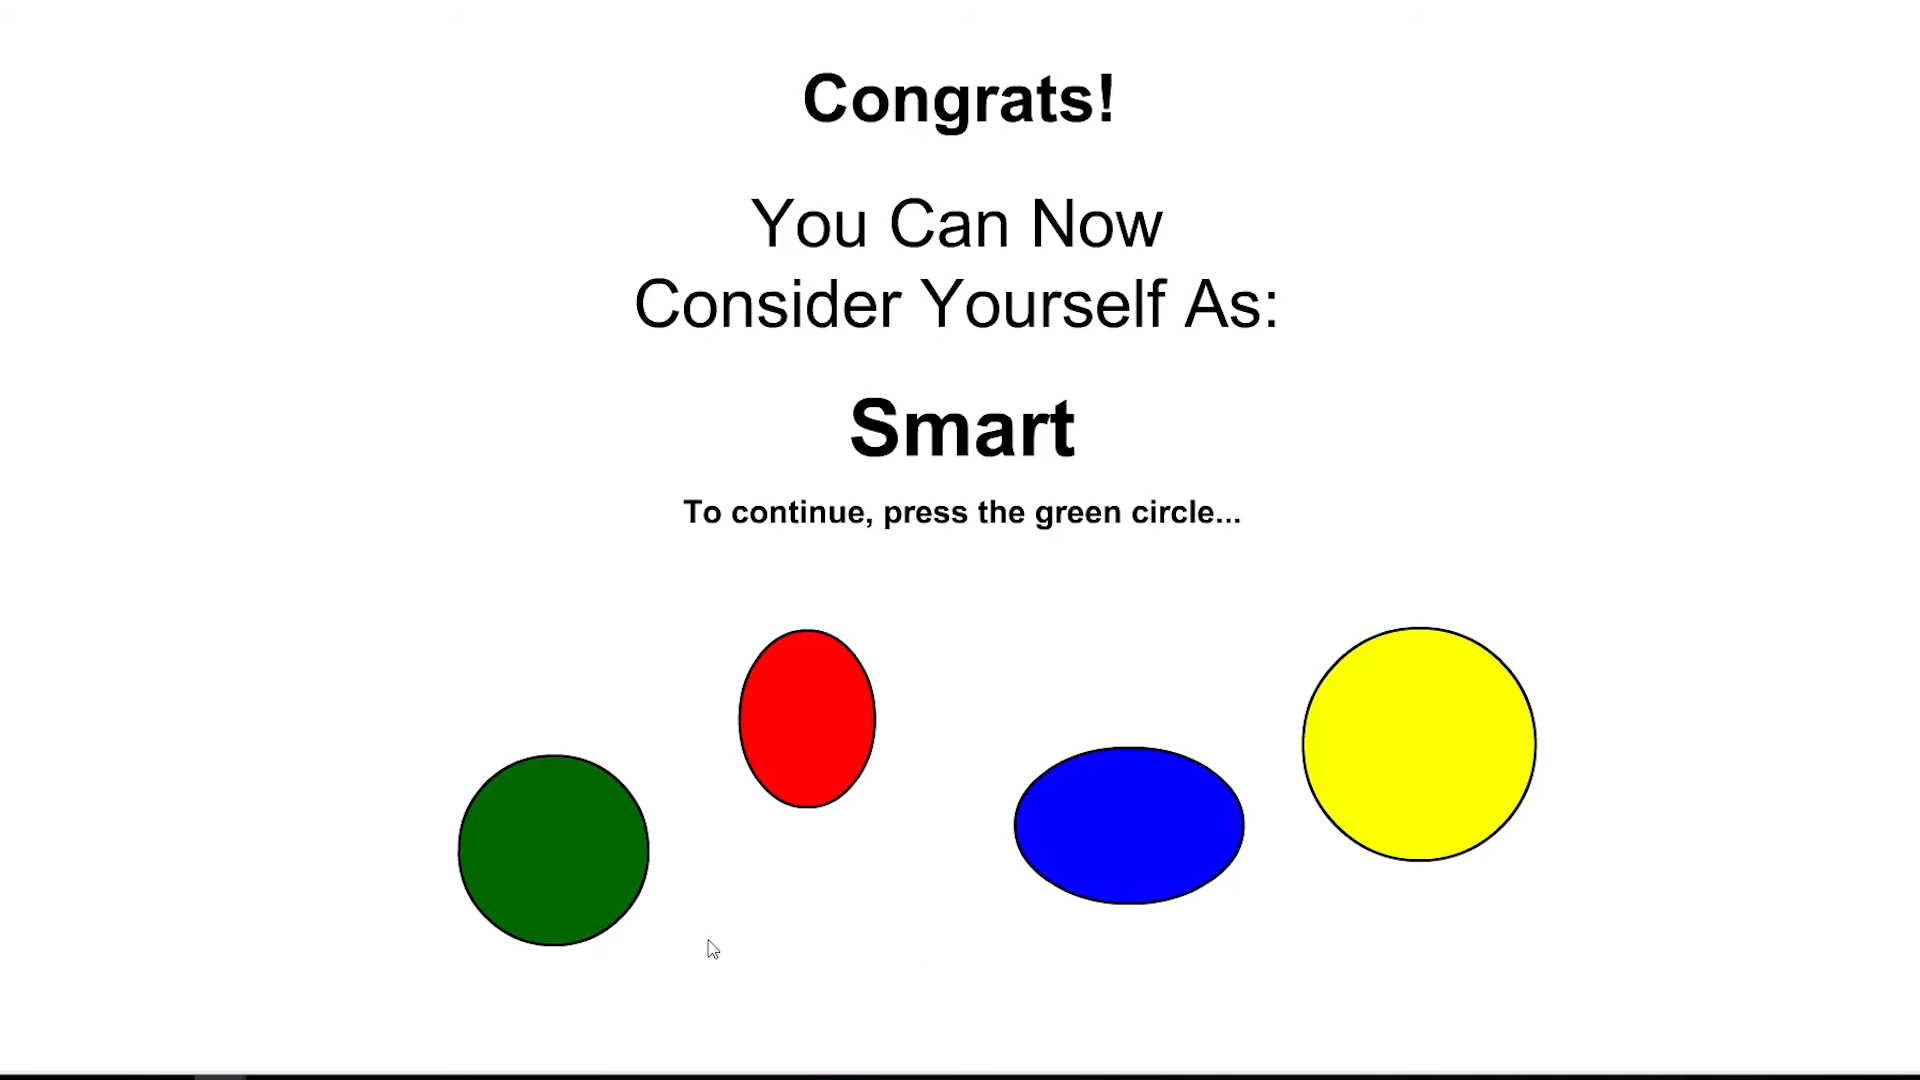 Congrats!
You Can Now
Consider Yourself As:
Smart
To continue, press the green circle...